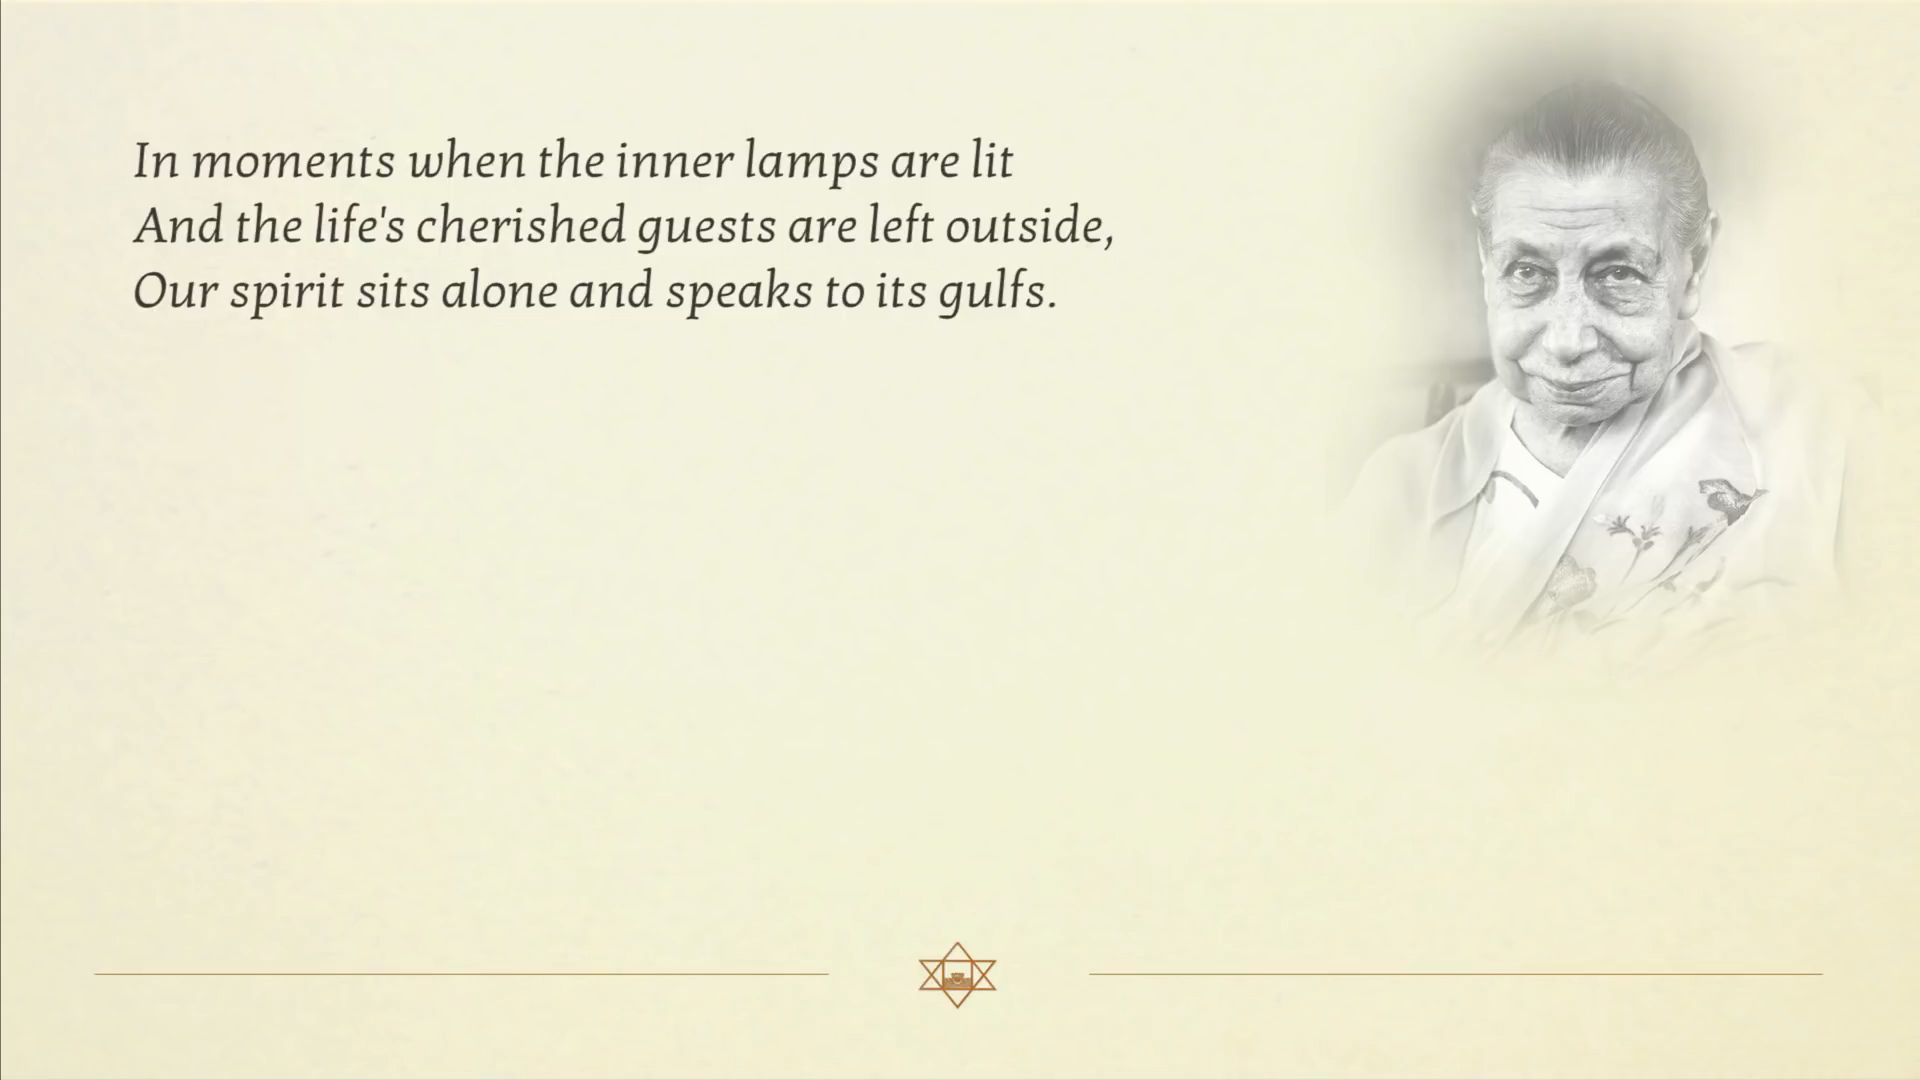 In moments when the inner lamps are lit
And the life's cherished guests are left outside,
Our spirit sits alone and speaks to its gulfs.